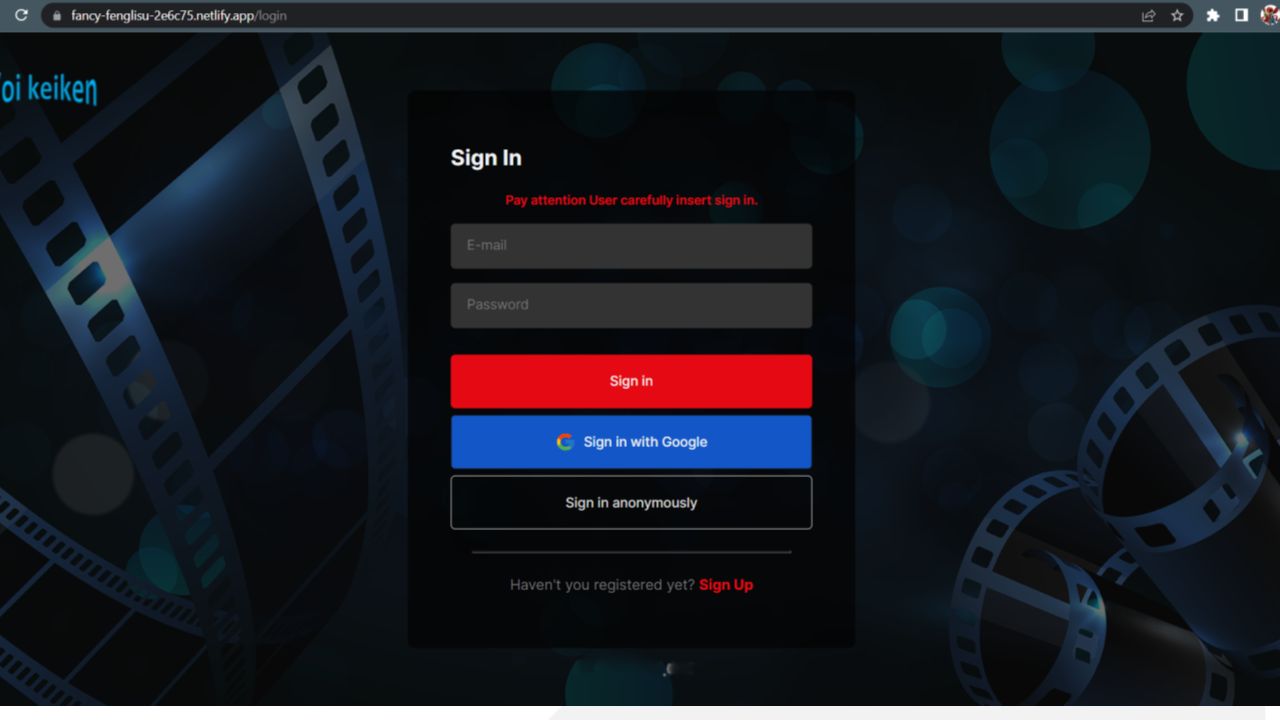 fancy-fenglisu-2e6c75.netlify.app/login
oi keiken
Sign In
Pay attention User carefully insert sign in.
E-mail
Password
Sign in
Sign in with Google
Sign in anonymously
Haven't you registered yet? Sign Up